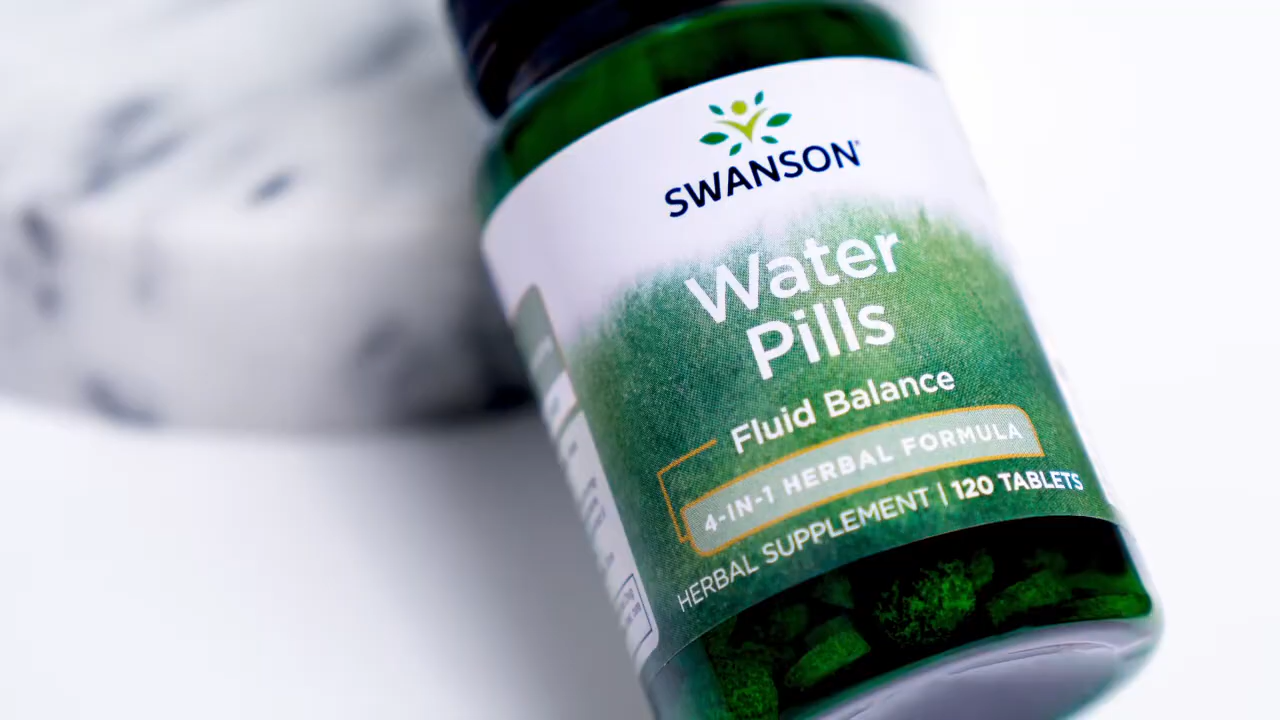 SWANSON
Water
Pills
Fluid Balance
4-IN-1 HERBAL FORMULA
HERBAL SUPPLEMENT | 120 TABLETS